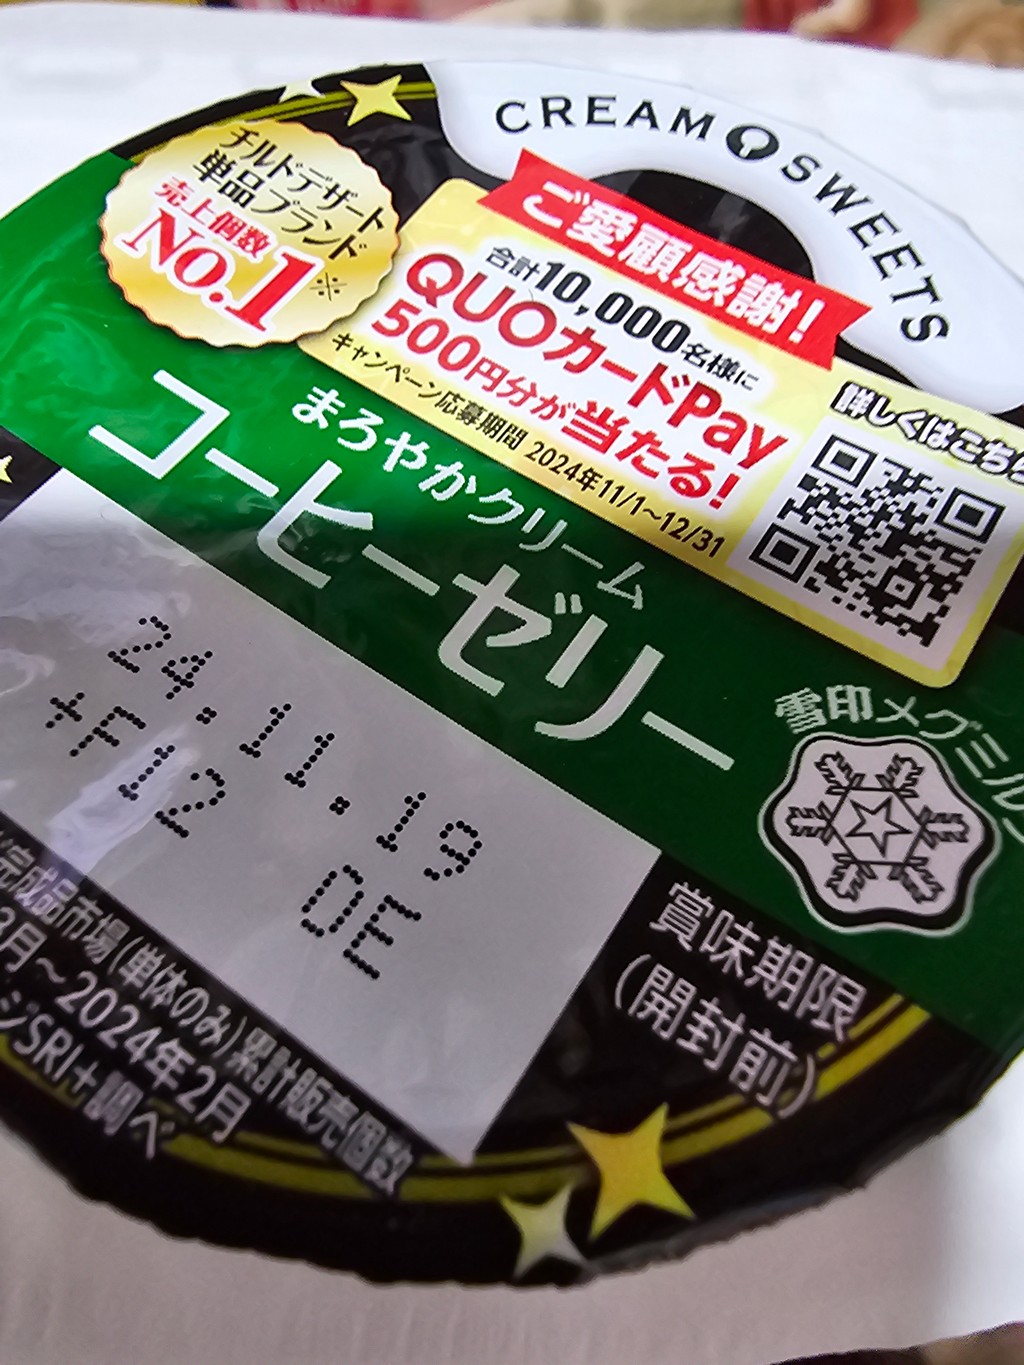 CREAM SWEETS
チルドデザート
単品ブランド
売上個数
NO.1※
ご愛顧感謝!
合計10,000名様に
QUOカードPay
500円分が当たる!
キャンペーン応募期間 2024年11/1~12/31
詳しくはこちら
まろやかクリーム
コーヒーゼリー
雪印メグミル
24.11.19
+F12 DE
賞味期限
(開封前)
完成品市場(単体のみ)累計販売個数
3月~2024年2月
ジSRI+調べ